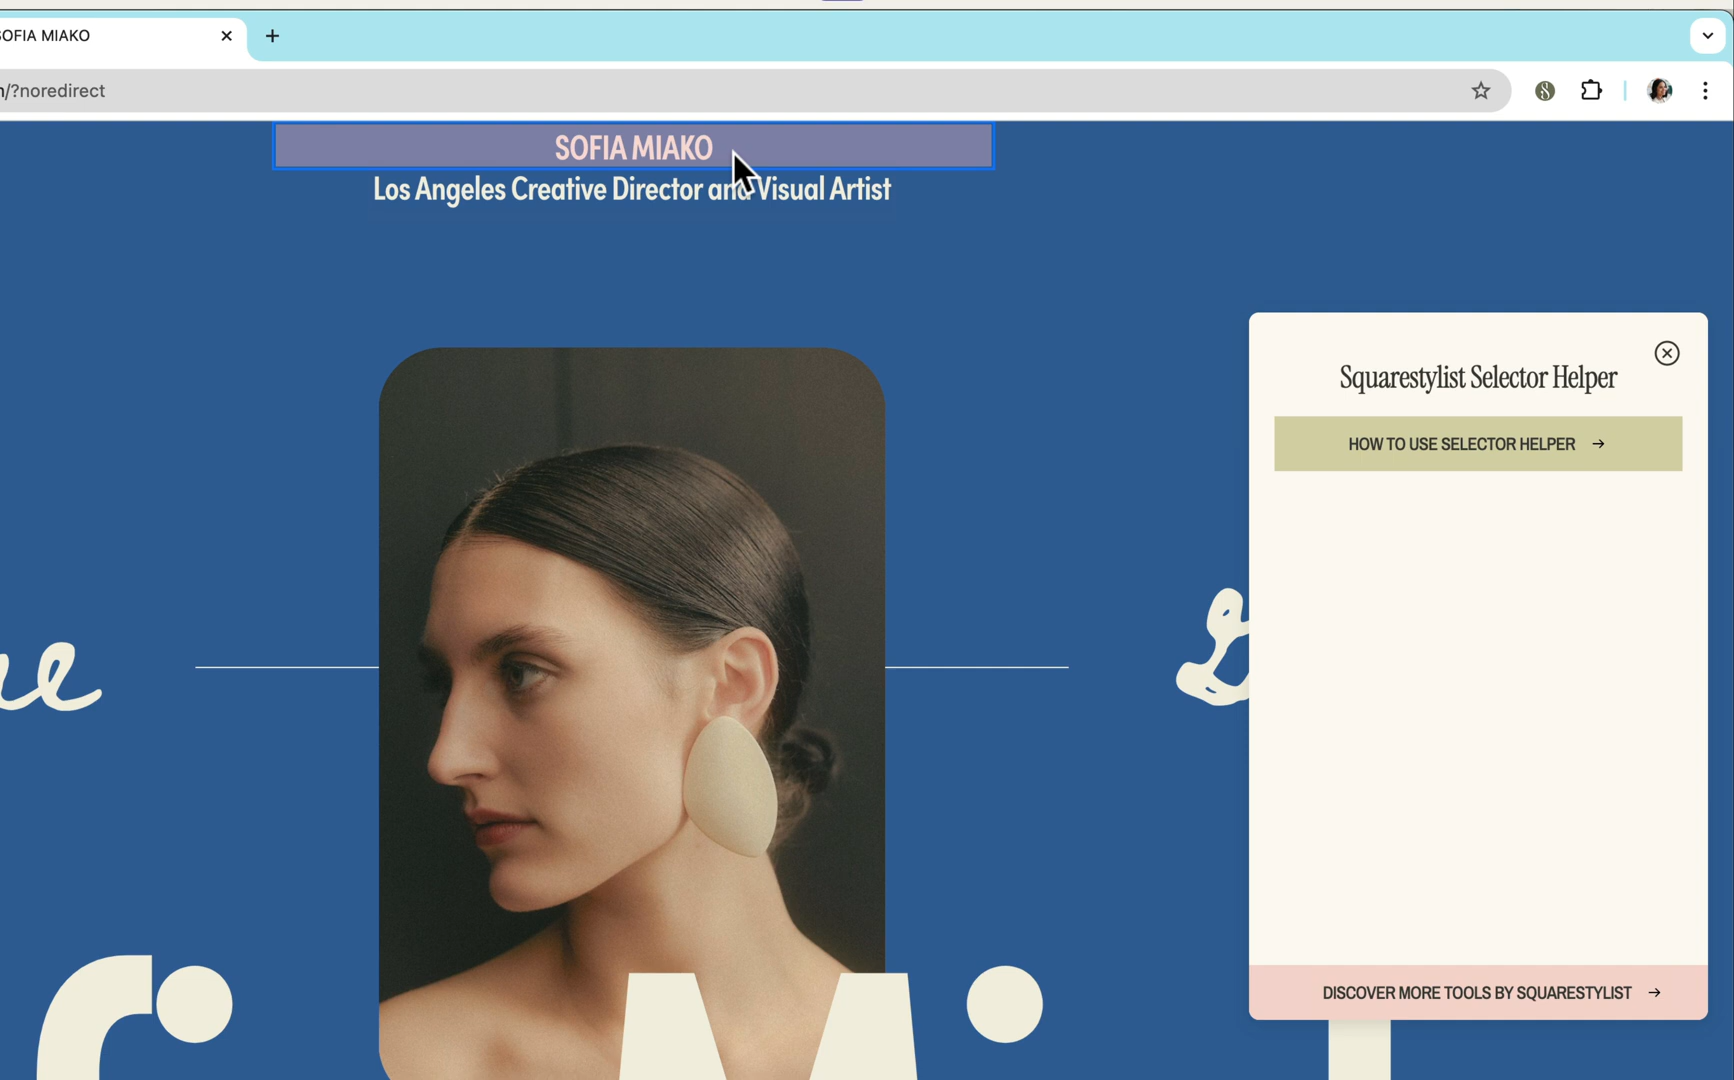 SOFIA MIAKO
/?noredirect
SOFIA MIAKO
Los Angeles Creative Director and Visual Artist
Squarestylist Selector Helper
HOW TO USE SELECTOR HELPER →
DISCOVER MORE TOOLS BY SQUARESTYLIST →